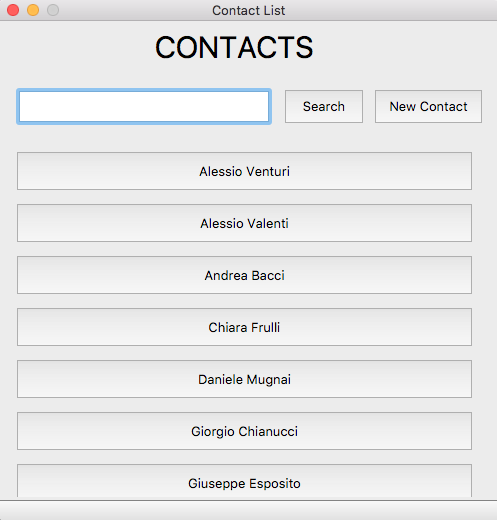 Contact List
CONTACTS
Search
New Contact
Alessio Venturi
Alessio Valenti
Andrea Bacci
Chiara Frulli
Daniele Mugnai
Giorgio Chianucci
Giuseppe Esposito